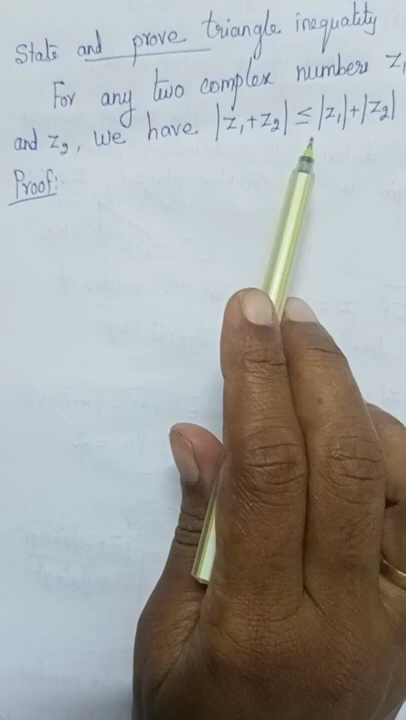 State and prove triangle inequality
For any two complex numbers z₁
and z₂, we have |z₁+z₂| ≤ |z₁|+|z₂|
Proof: